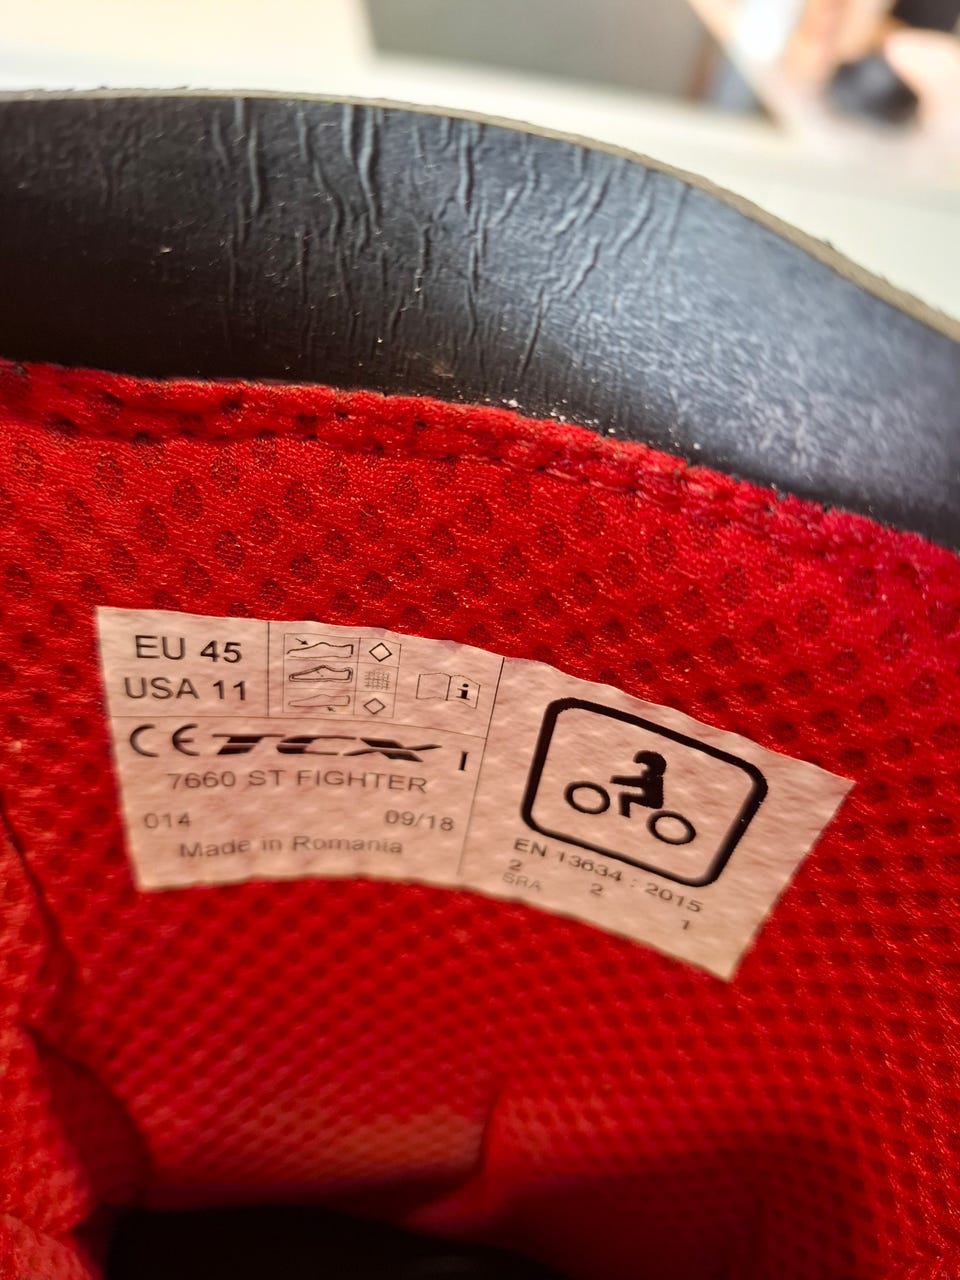 EU 45
USA 11
CE TCX I
7660 ST FIGHTER
014 09/18
Made in Romania
i
EN 13634 : 2015
2 2 1
SRA